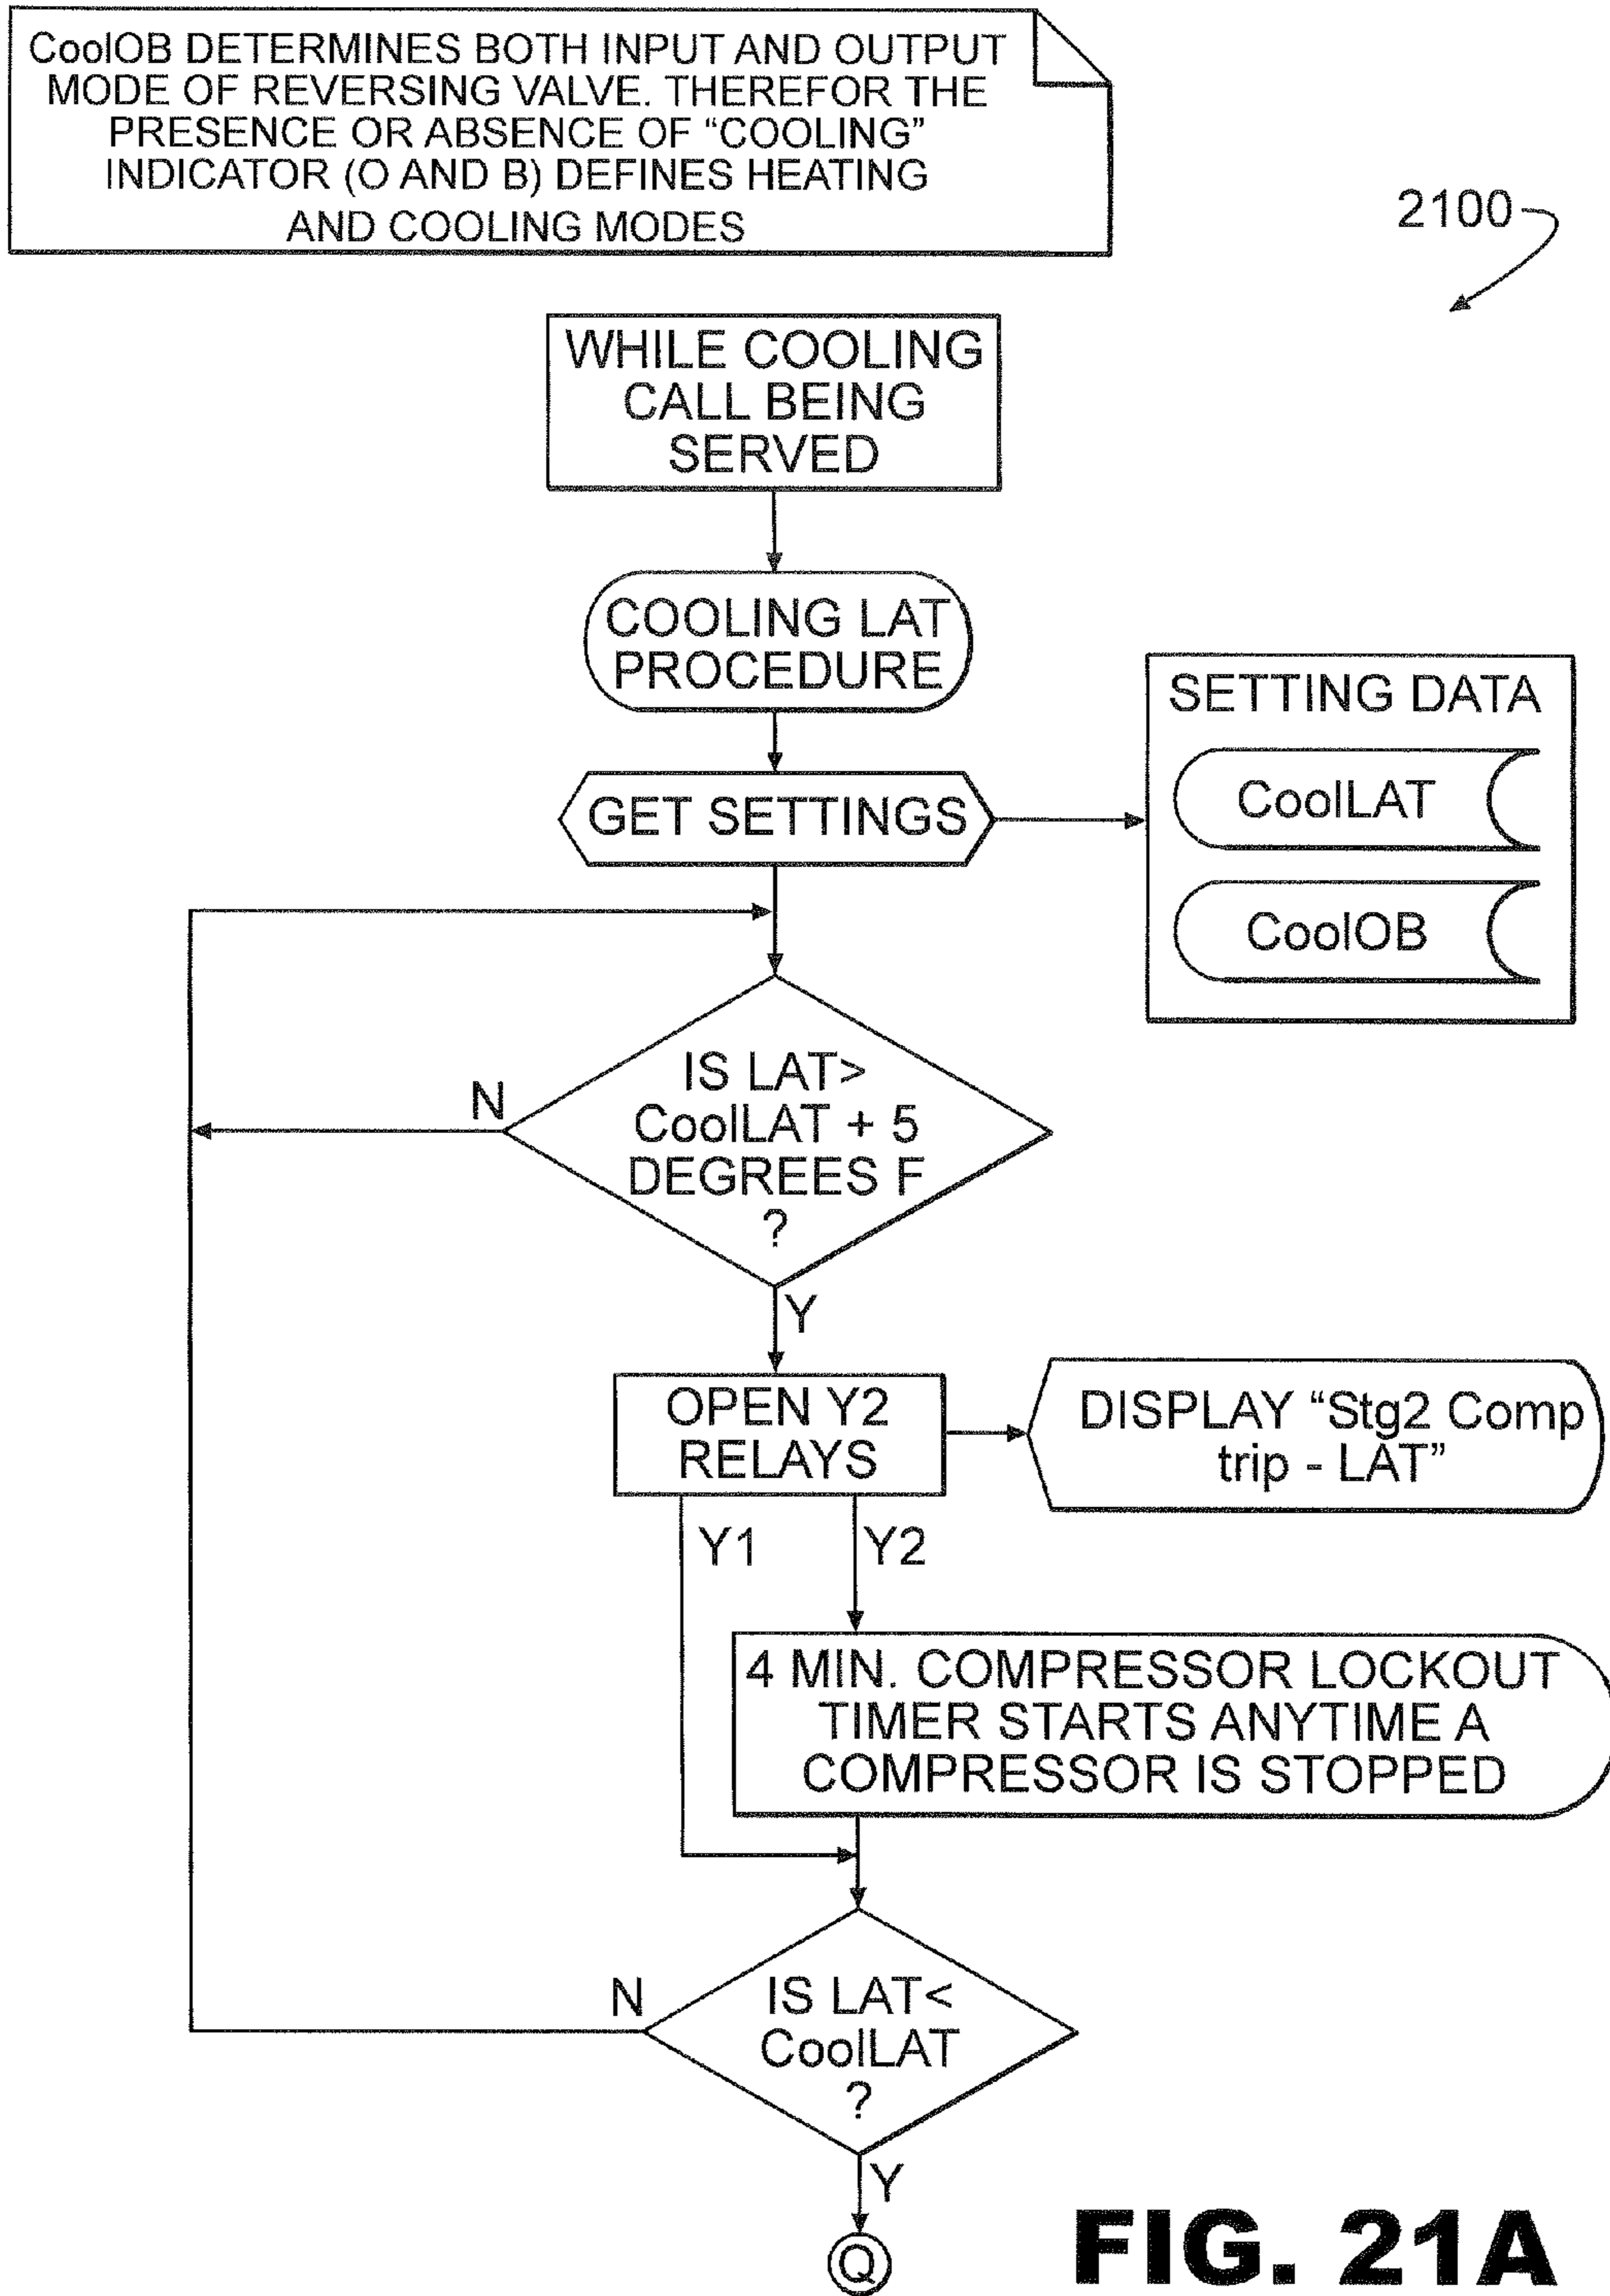 CoolOB DETERMINES BOTH INPUT AND OUTPUT
MODE OF REVERSING VALVE. THEREFOR THE
PRESENCE OR ABSENCE OF “COOLING”
INDICATOR (O AND B) DEFINES HEATING
AND COOLING MODES
2100
WHILE COOLING
CALL BEING
SERVED
COOLING LAT
PROCEDURE
GET SETTINGS
SETTING DATA
CoolLAT
CoolOB
IS LAT>
CoolLAT + 5
DEGREES F
?
N
Y
OPEN Y2
RELAYS
DISPLAY “Stg2 Comp
trip - LAT”
Y1
Y2
4 MIN. COMPRESSOR LOCKOUT
TIMER STARTS ANYTIME A
COMPRESSOR IS STOPPED
IS LAT<
CoolLAT
?
N
Y
Q
FIG. 21A